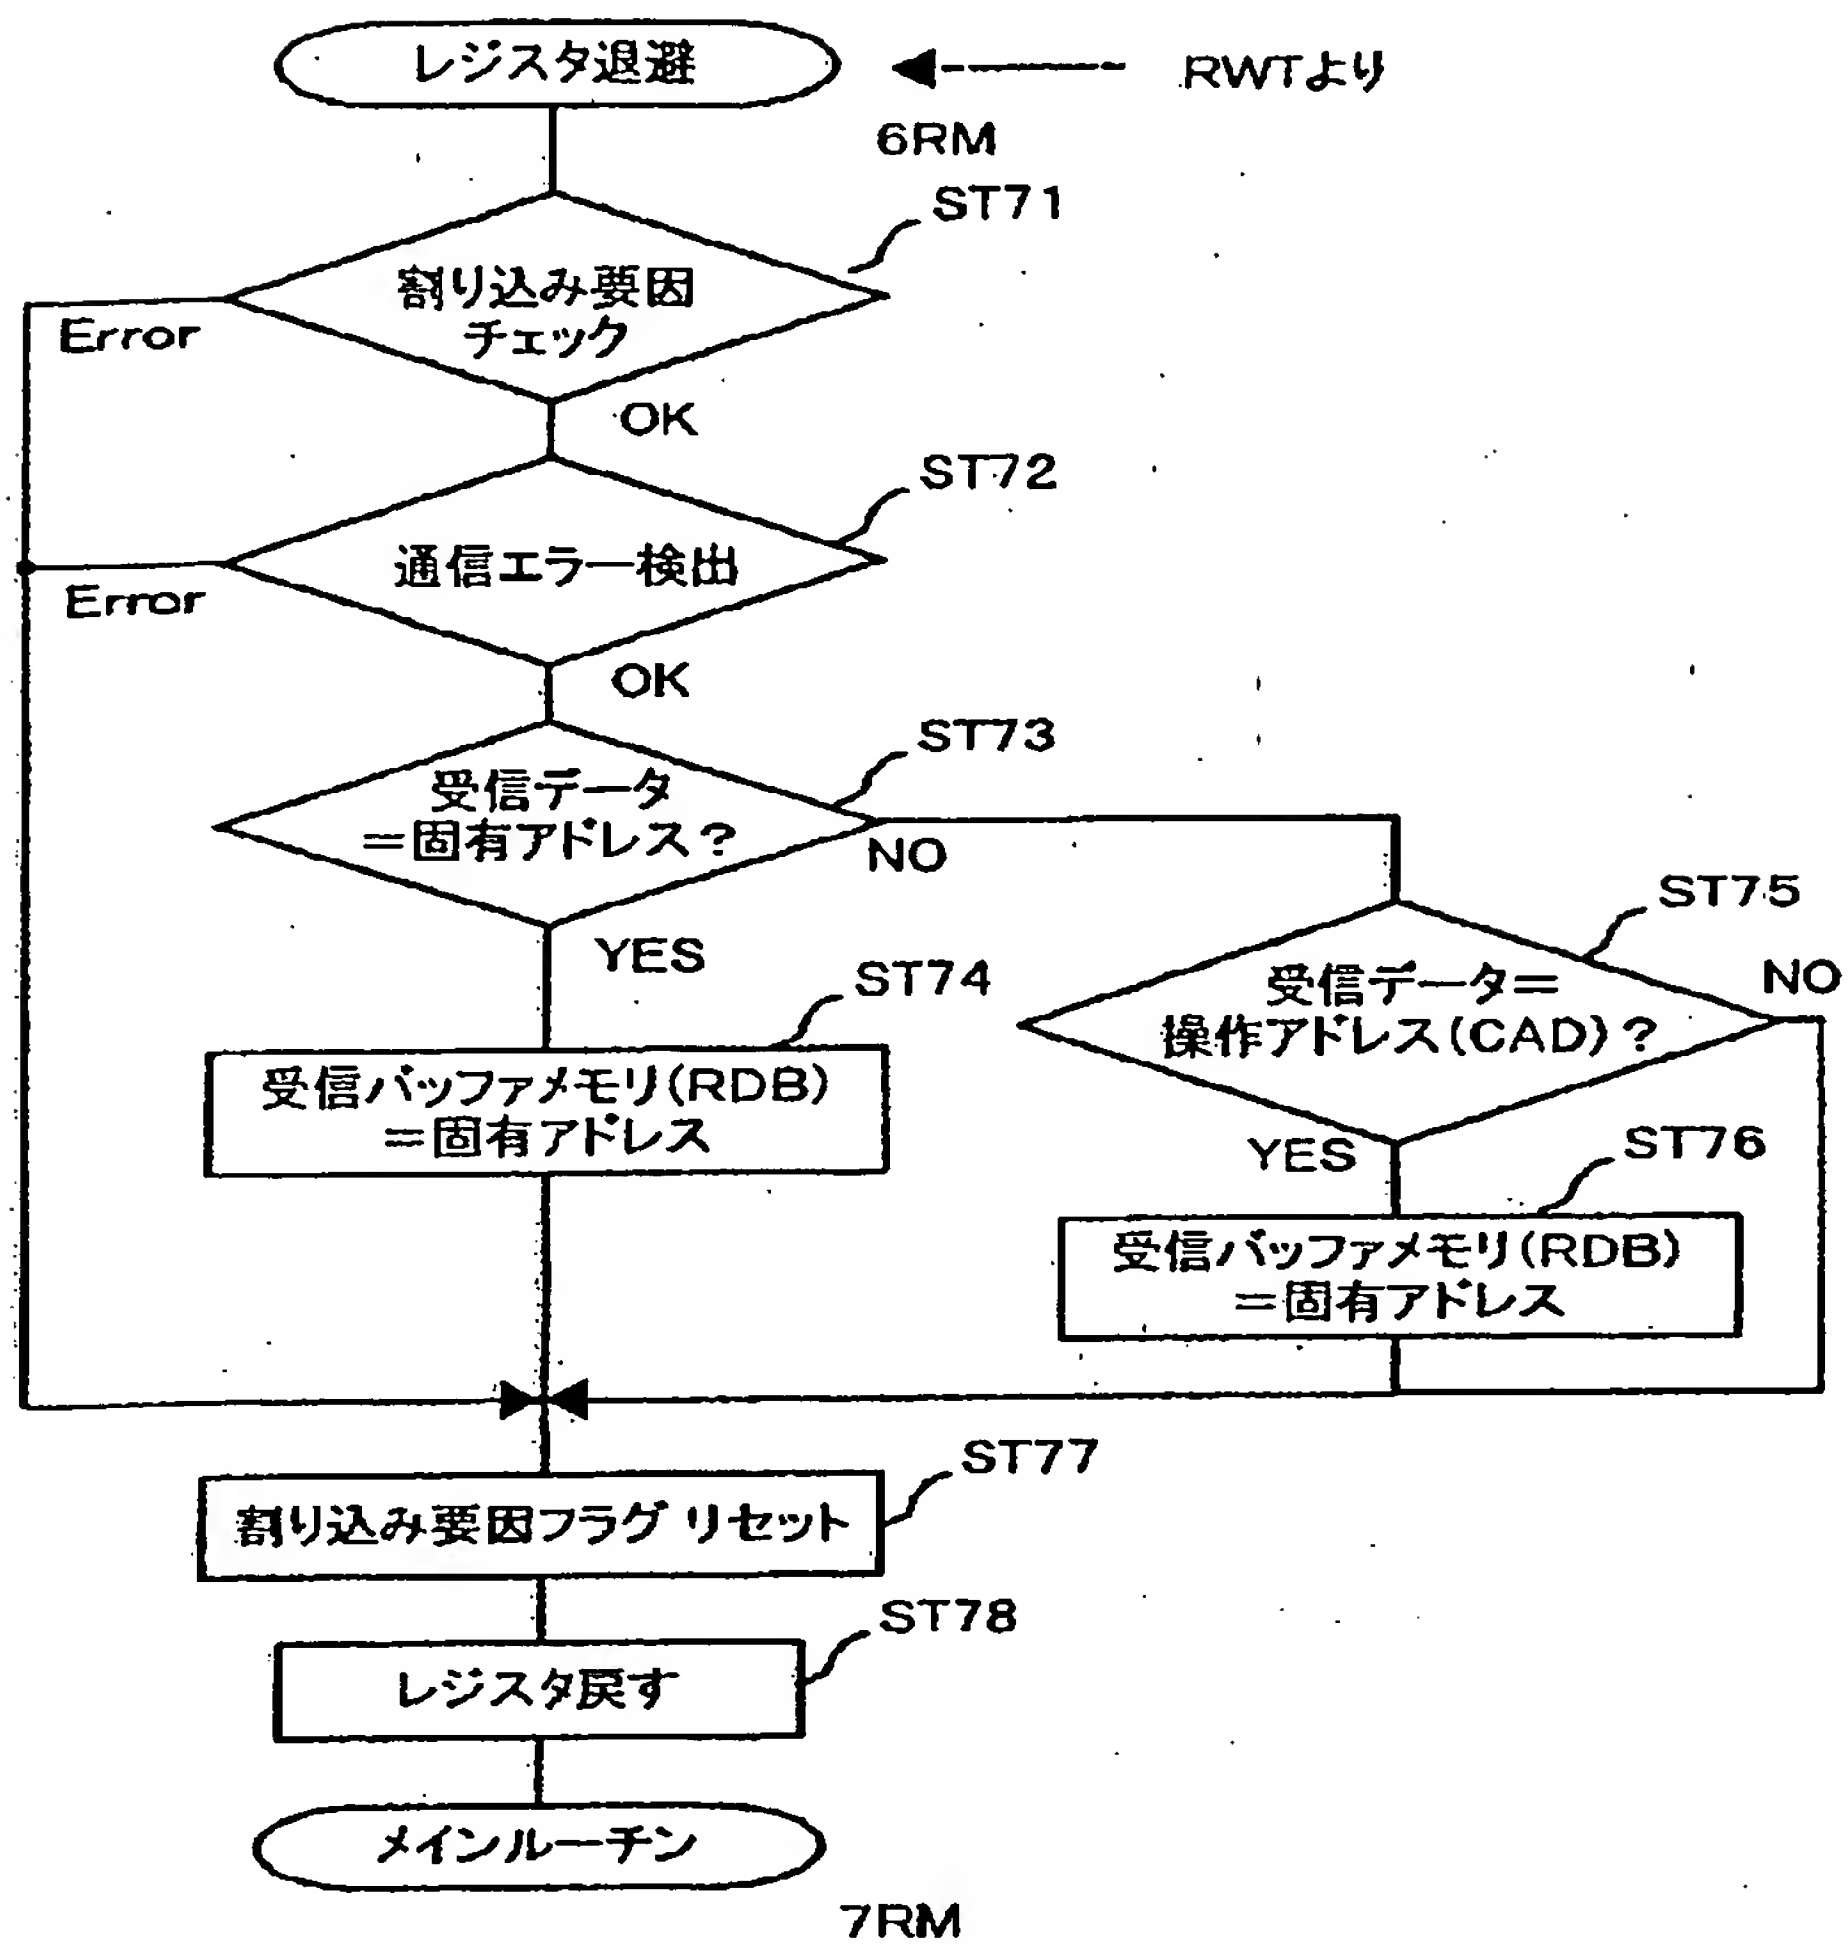 レジスタ退避
RWTより
6RM
ST71
割り込み要因
チェック
Error
OK
ST72
通信エラー検出
Error
OK
ST73
受信データ
=固有アドレス?
NO
YES
ST75
受信データ=
操作アドレス(CAD)?
NO
ST74
受信バッファメモリ(RDB)
=固有アドレス
YES
ST76
受信バッファメモリ(RDB)
=固有アドレス
ST77
割り込み要因フラグ リセット
ST78
レジスタ戻す
メインルーチン
7RM